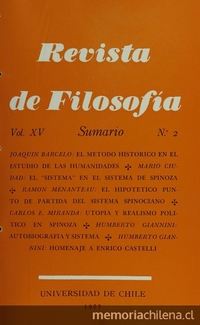 Revista
de Filosofía
Vol. XV Sumario N.º 2
JOAQUIN BARCELO: EL METODO HISTORICO EN EL
ESTUDIO DE LAS HUMANIDADES ✤ MARIO CIU-
DAD: EL "SISTEMA" EN EL SISTEMA DE SPINOZA
✤ RAMON MENANTEAU: EL HIPOTETICO PUN-
TO DE PARTIDA DEL SISTEMA SPINOCIANO ✤
CARLOS E. MIRANDA: UTOPIA Y REALISMO POLI-
TICO EN SPINOZA ✤ HUMBERTO GIANNINI:
AUTOBIOGRAFIA Y SISTEMA ✤ HUMBERTO GIAN-
NINI: HOMENAJE A ENRICO CASTELLI
UNIVERSIDAD DE CHILE
memoriachilena.cl